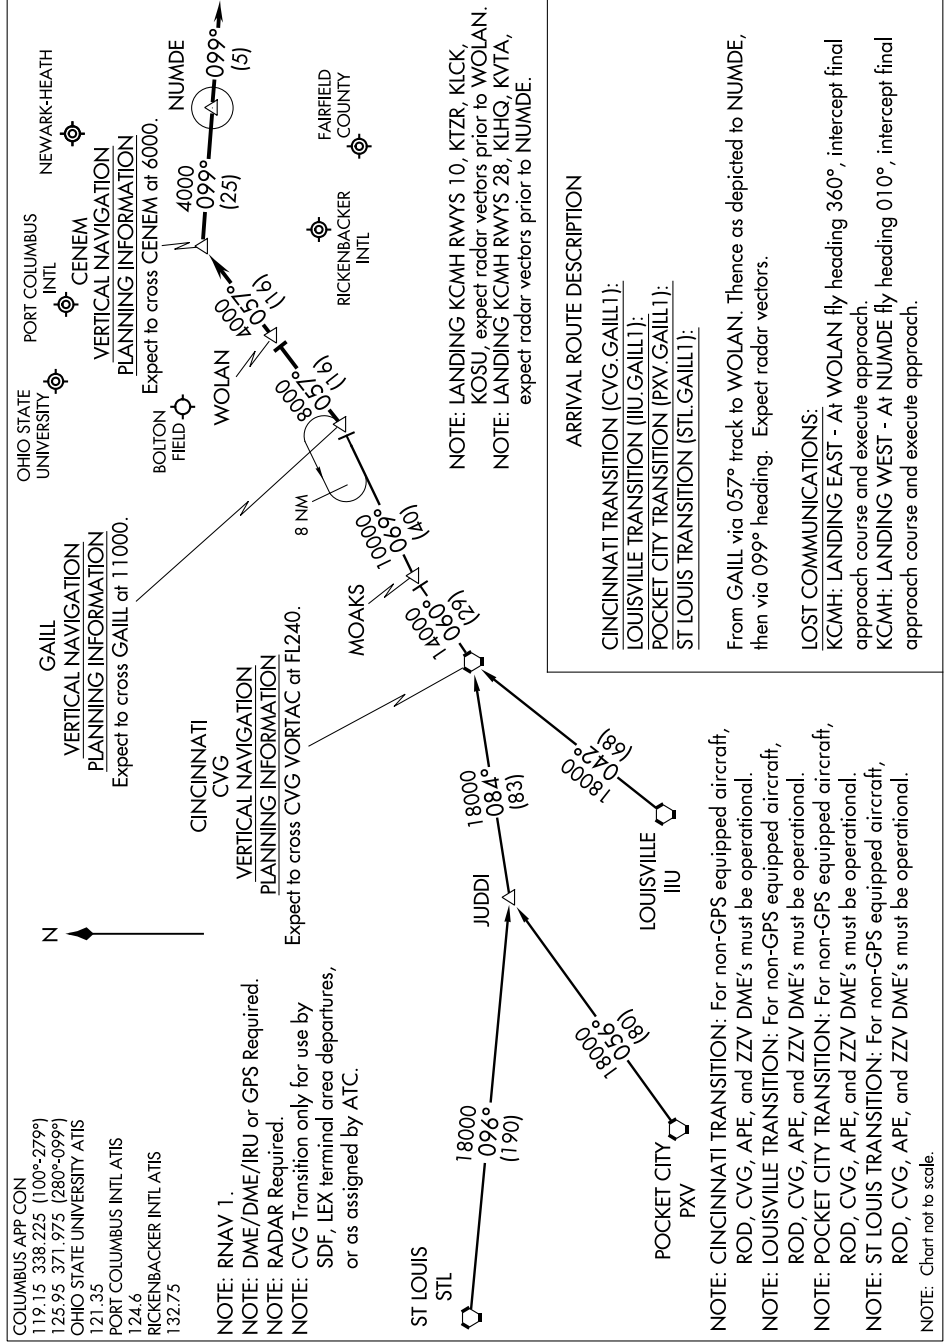 COLUMBUS APP CON
119.15 338.225 (100°-279°)
125.95 371.975 (280°-099°)
OHIO STATE UNIVERSITY ATIS
121.35
PORT COLUMBUS INTL ATIS
124.6
RICKENBACKER INTL ATIS
132.75
NOTE: RNAV 1.
NOTE: DME/DME/IRU or GPS Required.
NOTE: RADAR Required.
NOTE: CVG Transition only for use by
SDF, LEX terminal area departures,
or as assigned by ATC.
N
ST LOUIS
STL
18000
096°
(190)
POCKET CITY
PXV
18000
056°
(80)
JUDDI
18000
084°
(83)
LOUISVILLE
IIU
18000
042°
(68)
CINCINNATI
CVG
VERTICAL NAVIGATION
PLANNING INFORMATION
Expect to cross CVG VORTAC at FL240.
14000
060°
(29)
MOAKS
10000
069°
(40)
8 NM
GAILL
VERTICAL NAVIGATION
PLANNING INFORMATION
Expect to cross GAILL at 11000.
8000
057°
(16)
WOLAN
4000
057°
(16)
BOLTON
FIELD
OHIO STATE
UNIVERSITY
PORT COLUMBUS
INTL
CENEM
VERTICAL NAVIGATION
PLANNING INFORMATION
Expect to cross CENEM at 6000.
4000
099°
(25)
NUMDE
099°
(5)
NEWARK-HEATH
RICKENBACKER
INTL
FAIRFIELD
COUNTY
NOTE: LANDING KCMH RWYS 10, KTZR, KLCK,
KOSU, expect radar vectors prior to WOLAN.
NOTE: LANDING KCMH RWYS 28, KLHQ, KVTA,
expect radar vectors prior to NUMDE.
ARRIVAL ROUTE DESCRIPTION
CINCINNATI TRANSITION (CVG.GAILL1):
LOUISVILLE TRANSITION (IIU.GAILL1):
POCKET CITY TRANSITION (PXV.GAILL1):
ST LOUIS TRANSITION (STL.GAILL1):
From GAILL via 057° track to WOLAN. Thence as depicted to NUMDE,
then via 099° heading. Expect radar vectors.
LOST COMMUNICATIONS:
KCMH: LANDING EAST - At WOLAN fly heading 360°, intercept final
approach course and execute approach.
KCMH: LANDING WEST - At NUMDE fly heading 010°, intercept final
approach course and execute approach.
NOTE: CINCINNATI TRANSITION: For non-GPS equipped aircraft,
ROD, CVG, APE, and ZZV DME's must be operational.
NOTE: LOUISVILLE TRANSITION: For non-GPS equipped aircraft,
ROD, CVG, APE, and ZZV DME's must be operational.
NOTE: POCKET CITY TRANSITION: For non-GPS equipped aircraft,
ROD, CVG, APE, and ZZV DME's must be operational.
NOTE: ST LOUIS TRANSITION: For non-GPS equipped aircraft,
ROD, CVG, APE, and ZZV DME's must be operational.
NOTE: Chart not to scale.